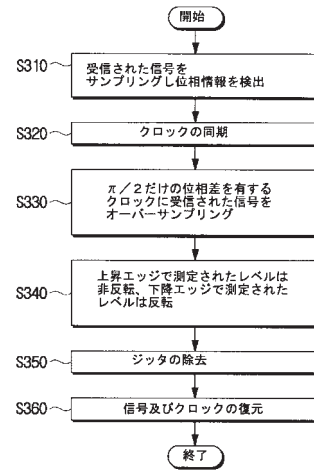 開始
S310
受信された信号を
サンプリングし位相情報を検出
S320
クロックの同期
S330
π/2だけの位相差を有する
クロックに受信された信号を
オーバーサンプリング
S340
上昇エッジで測定されたレベルは
非反転、下降エッジで測定された
レベルは反転
S350
ジッタの除去
S360
信号及びクロックの復元
終了